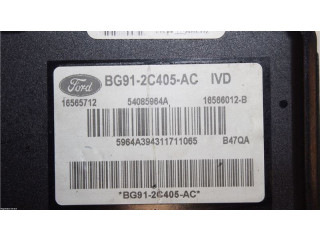 Ford BG91-2C405-AC IVD
16565712 54085964A 16566012-B
5964A394311711065 B47QA
*BG91-2C405-AC*